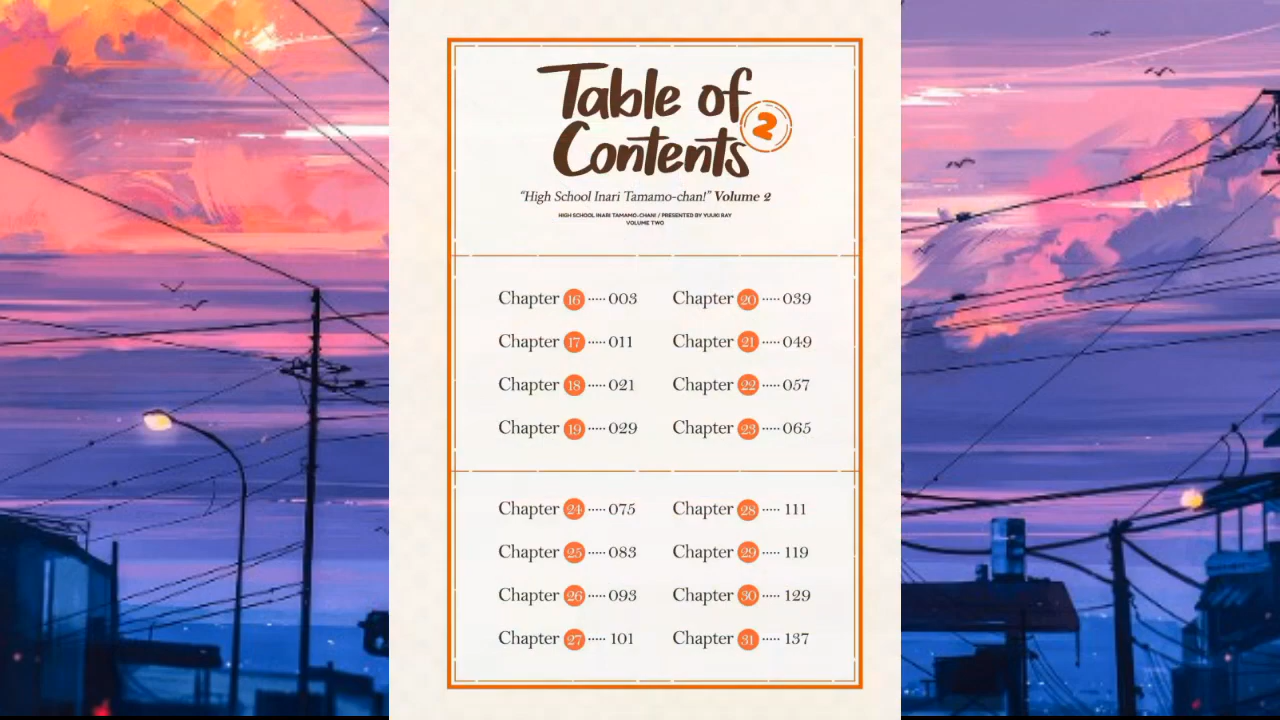 Table of
Contents
2
“High School Inari Tamamo-chan!” Volume 2
HIGH SCHOOL INARI TAMAMO-CHAN! / PRESENTED BY YUUKI RAY
VOLUME TWO
Chapter 16 ····· 003
Chapter 17 ····· 011
Chapter 18 ····· 021
Chapter 19 ····· 029
Chapter 20 ····· 039
Chapter 21 ····· 049
Chapter 22 ····· 057
Chapter 23 ····· 065
Chapter 24 ····· 075
Chapter 25 ····· 083
Chapter 26 ····· 093
Chapter 27 ····· 101
Chapter 28 ····· 111
Chapter 29 ····· 119
Chapter 30 ····· 129
Chapter 31 ····· 137